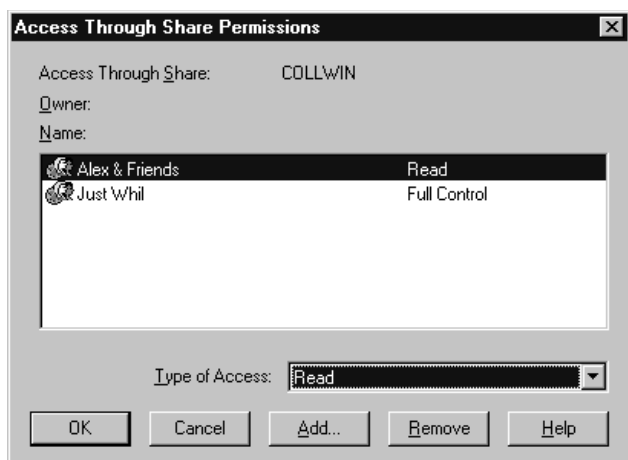 Access Through Share Permissions
Access Through Share: COLLWIN
Owner:
Name:
Alex & Friends Read
Just Whil Full Control
Type of Access: Read
OK Cancel Add... Remove Help